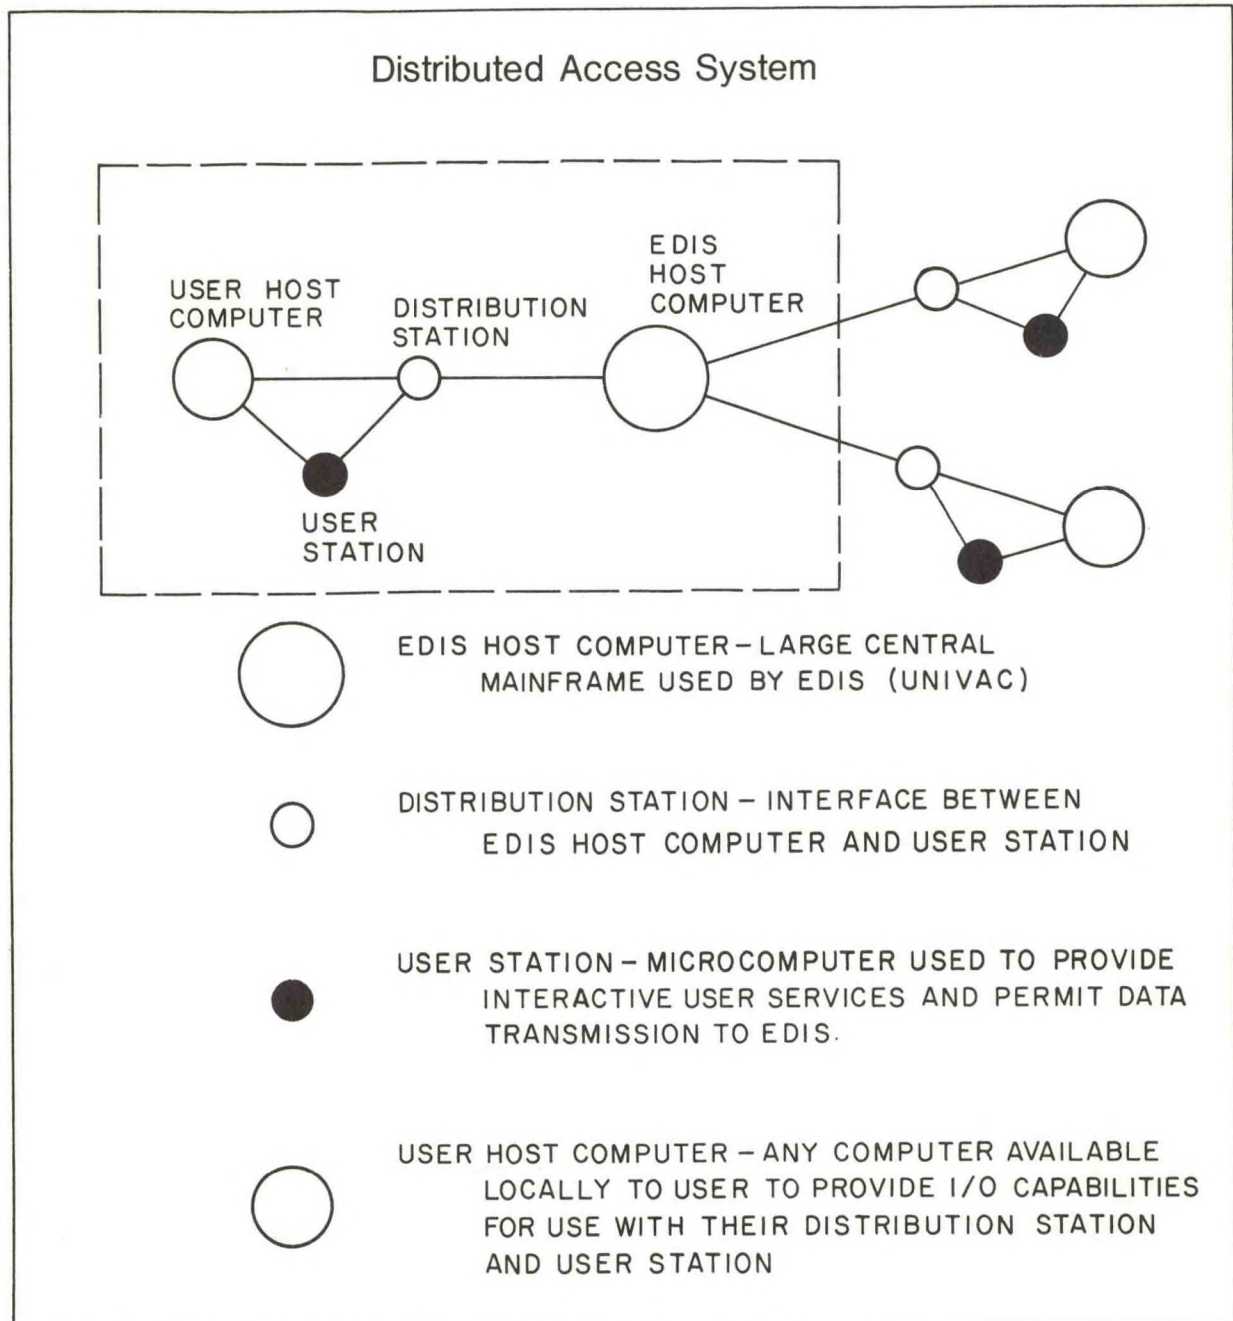 Distributed Access System
EDIS
HOST
COMPUTER
USER HOST
COMPUTER
DISTRIBUTION
STATION
USER
STATION
EDIS HOST COMPUTER – LARGE CENTRAL
MAINFRAME USED BY EDIS (UNIVAC)
DISTRIBUTION STATION – INTERFACE BETWEEN
EDIS HOST COMPUTER AND USER STATION
USER STATION – MICROCOMPUTER USED TO PROVIDE
INTERACTIVE USER SERVICES AND PERMIT DATA
TRANSMISSION TO EDIS.
USER HOST COMPUTER – ANY COMPUTER AVAILABLE
LOCALLY TO USER TO PROVIDE I/O CAPABILITIES
FOR USE WITH THEIR DISTRIBUTION STATION
AND USER STATION